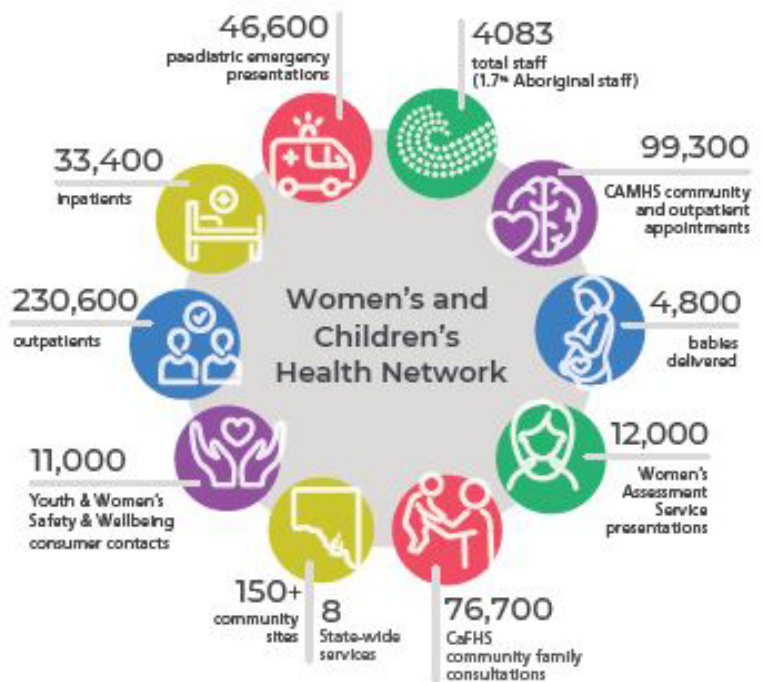 46,600
paediatric emergency
presentations
4083
total staff
(1.7% Aboriginal staff)
33,400
inpatients
99,300
CAMHS community
and outpatient
appointments
230,600
outpatients
Women's and
Children's
Health Network
4,800
babies
delivered
11,000
Youth & Women's
Safety & Wellbeing
consumer contacts
12,000
Women's
Assessment
Service
presentations
150+
community
sites
8
State-wide
services
76,700
CaFHS
community family
consultations